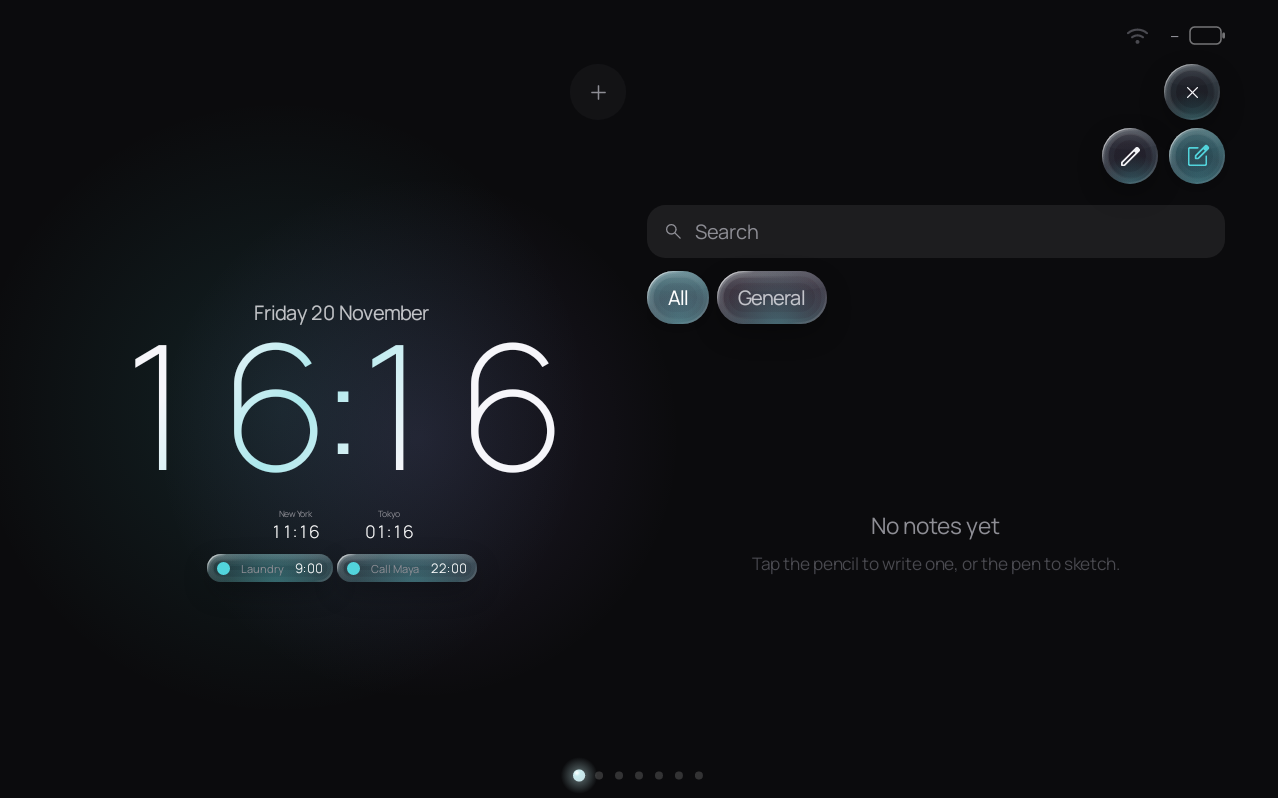 Search
All
General
Friday 20 November
16:16
New York
Tokyo
11:16
01:16
Laundry 9:00
Call Maya 22:00
No notes yet
Tap the pencil to write one, or the pen to sketch.